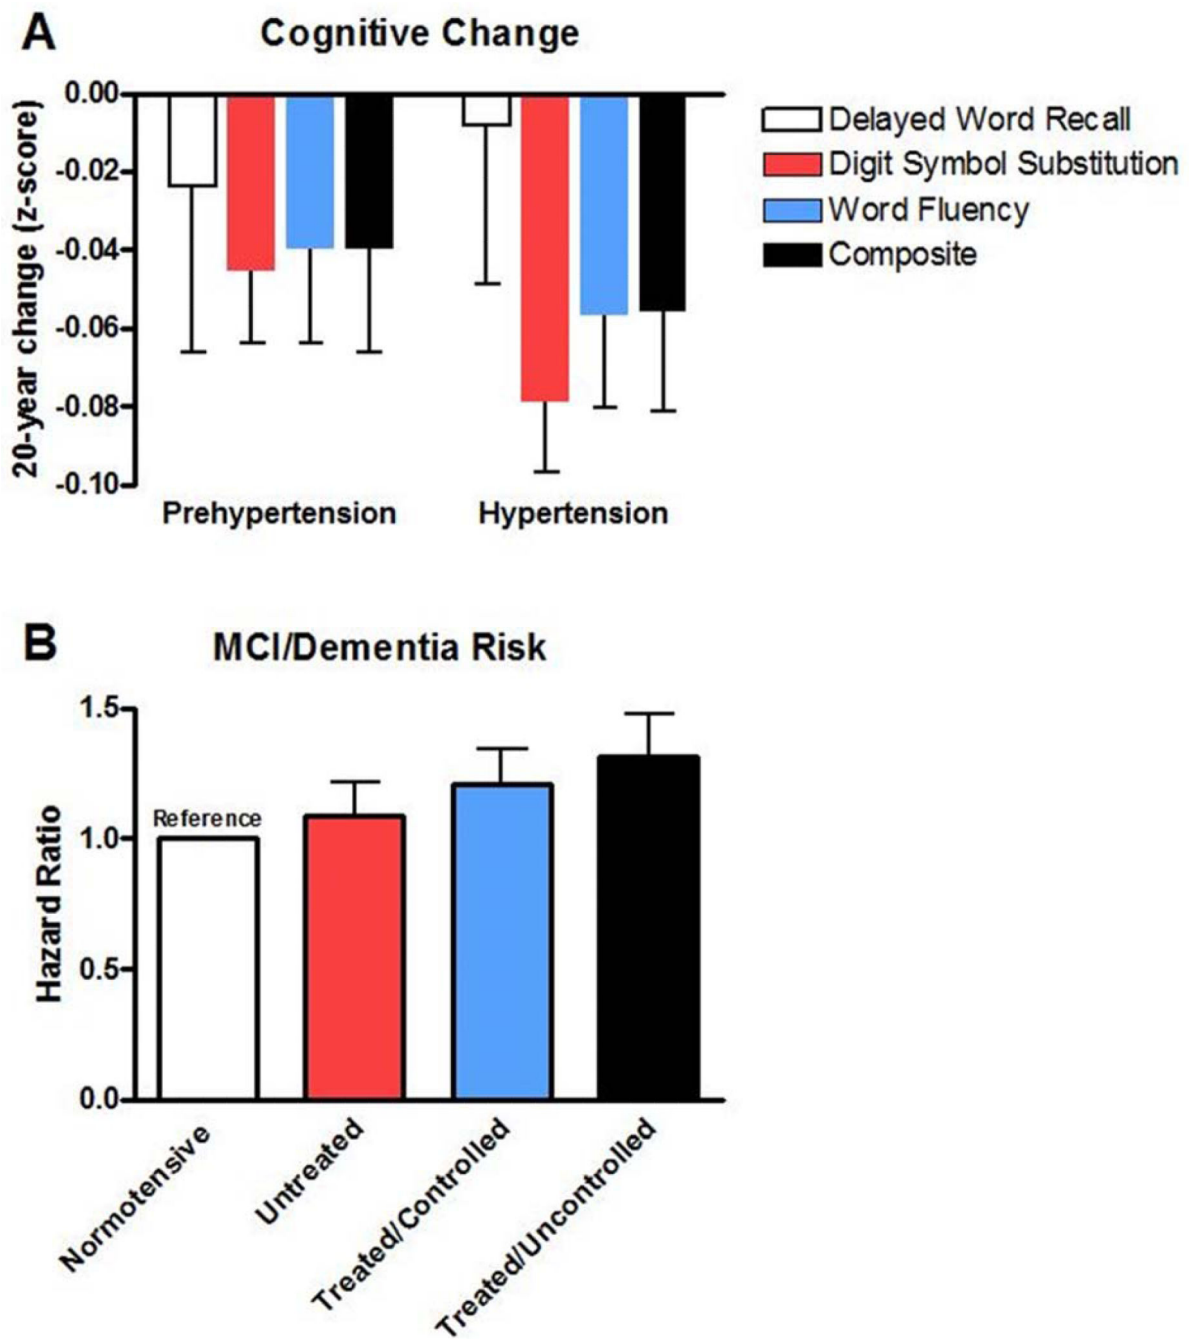 A
Cognitive Change
0.00
-0.02
-0.04
-0.06
-0.08
-0.10
20-year change (z-score)
Prehypertension
Hypertension
Delayed Word Recall
Digit Symbol Substitution
Word Fluency
Composite
B
MCI/Dementia Risk
1.5
1.0
0.5
0.0
Hazard Ratio
Reference
Normotensive
Untreated
Treated/Controlled
Treated/Uncontrolled